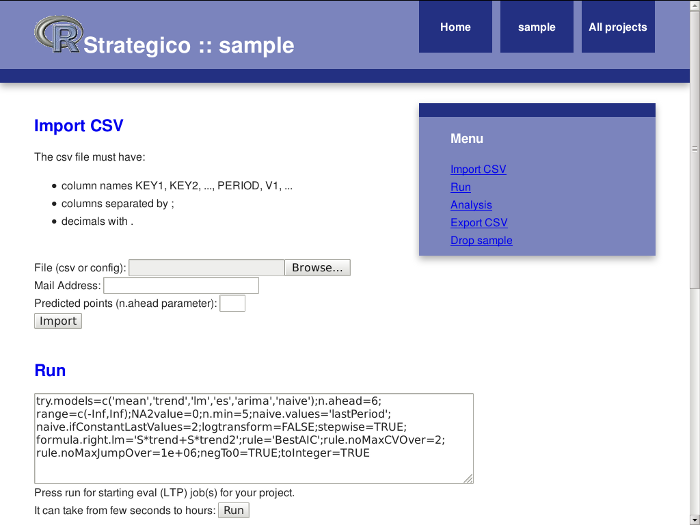 Home
sample
All projects
R Strategico :: sample
Import CSV
The csv file must have:
column names KEY1, KEY2, ..., PERIOD, V1, ...
columns separated by ;
decimals with .
Menu
Import CSV
Run
Analysis
Export CSV
Drop sample
File (csv or config): Browse...
Mail Address:
Predicted points (n.ahead parameter):
Import
Run
try.models=c('mean','trend','lm','es','arima','naive');n.ahead=6;
range=c(-Inf,Inf);NA2value=0;n.min=5;naive.values='lastPeriod';
naive.ifConstantLastValues=2;logtransform=FALSE;stepwise=TRUE;
formula.right.lm='S*trend+S*trend2';rule='BestAIC';rule.noMaxCVOver=2;
rule.noMaxJumpOver=1e+06;negTo0=TRUE;toInteger=TRUE
Press run for starting eval (LTP) job(s) for your project.
It can take from few seconds to hours: Run